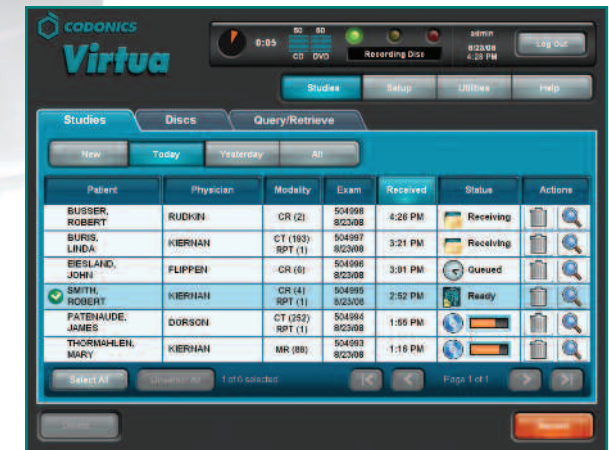 CODONICS
Virtua
0:05
50 50
CD DVD
Recording Disc
admin
8/23/08
4:28 PM
Log Out
Studies Setup Utilities Help
Studies Discs Query/Retrieve
New Today Yesterday All
Patient Physician Modality Exam Received Status Actions
BUSSER, ROBERT RUDKIN CR (2) 504998 8/23/08 4:28 PM Receiving
BURIS, LINDA KIERNAN CT (193) RPT (1) 504997 8/23/08 3:21 PM Receiving
EIESLAND, JOHN FLIPPEN CR (6) 504996 8/23/08 3:01 PM Queued
SMITH, ROBERT KIERNAN CR (4) RPT (1) 504995 8/23/08 2:52 PM Ready
PATENAUDE, JAMES DORSON CT (252) RPT (1) 504994 8/23/08 1:55 PM
THORMAHLEN, MARY KIERNAN MR (88) 504993 8/23/08 1:16 PM
Select All Unselect All 1 of 6 selected Page 1 of 1
Record